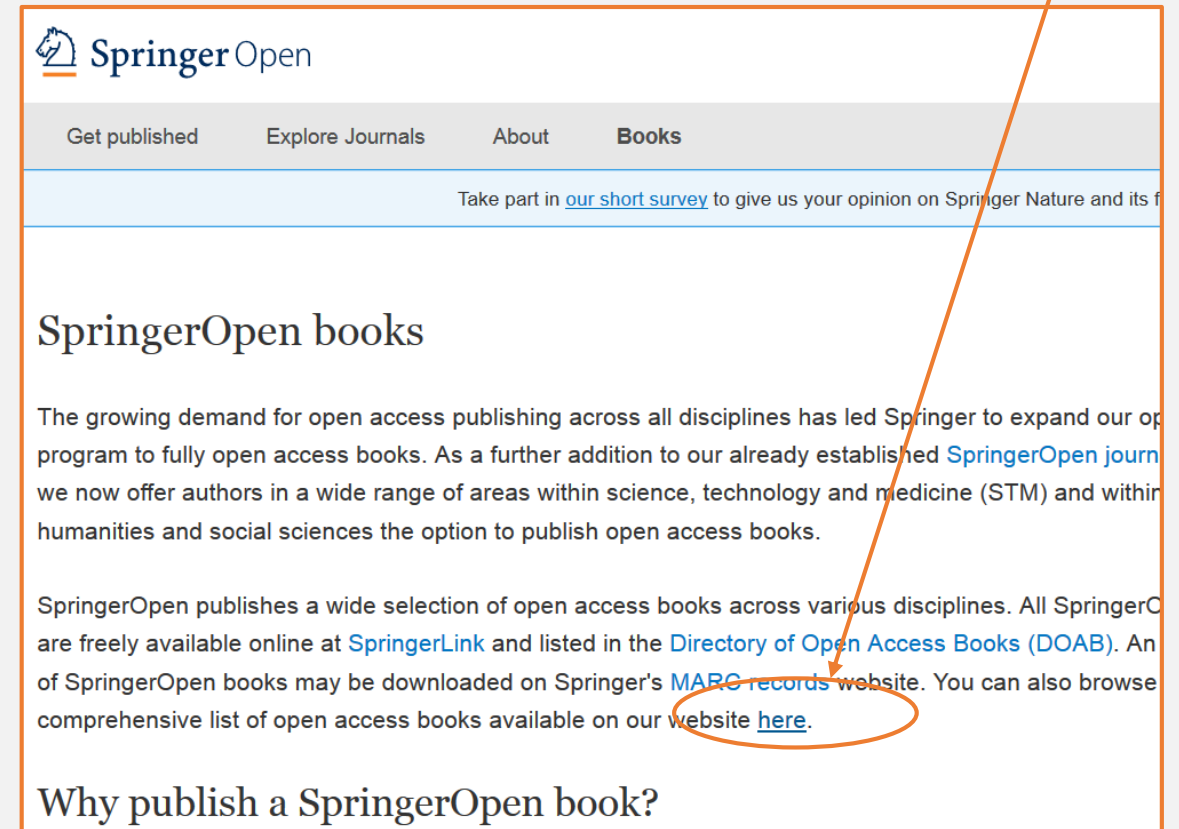 Springer Open
Get published Explore Journals About Books
Take part in our short survey to give us your opinion on Springer Nature and its f
SpringerOpen books
The growing demand for open access publishing across all disciplines has led Springer to expand our op
program to fully open access books. As a further addition to our already established SpringerOpen journ
we now offer authors in a wide range of areas within science, technology and medicine (STM) and within
humanities and social sciences the option to publish open access books.
SpringerOpen publishes a wide selection of open access books across various disciplines. All SpringerO
are freely available online at SpringerLink and listed in the Directory of Open Access Books (DOAB). An
of SpringerOpen books may be downloaded on Springer's MARC records website. You can also browse
comprehensive list of open access books available on our website here.
Why publish a SpringerOpen book?